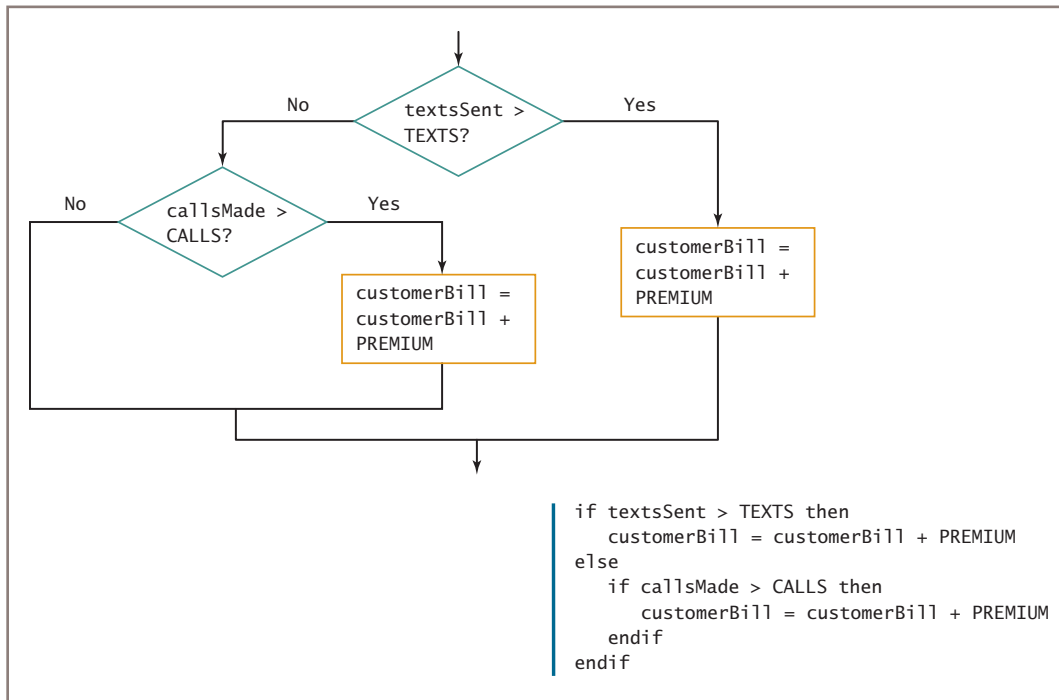 No
textsSent >
TEXTS?
Yes
No
callsMade >
CALLS?
Yes
customerBill =
customerBill +
PREMIUM
customerBill =
customerBill +
PREMIUM
if textsSent > TEXTS then
   customerBill = customerBill + PREMIUM
else
   if callsMade > CALLS then
      customerBill = customerBill + PREMIUM
   endif
endif